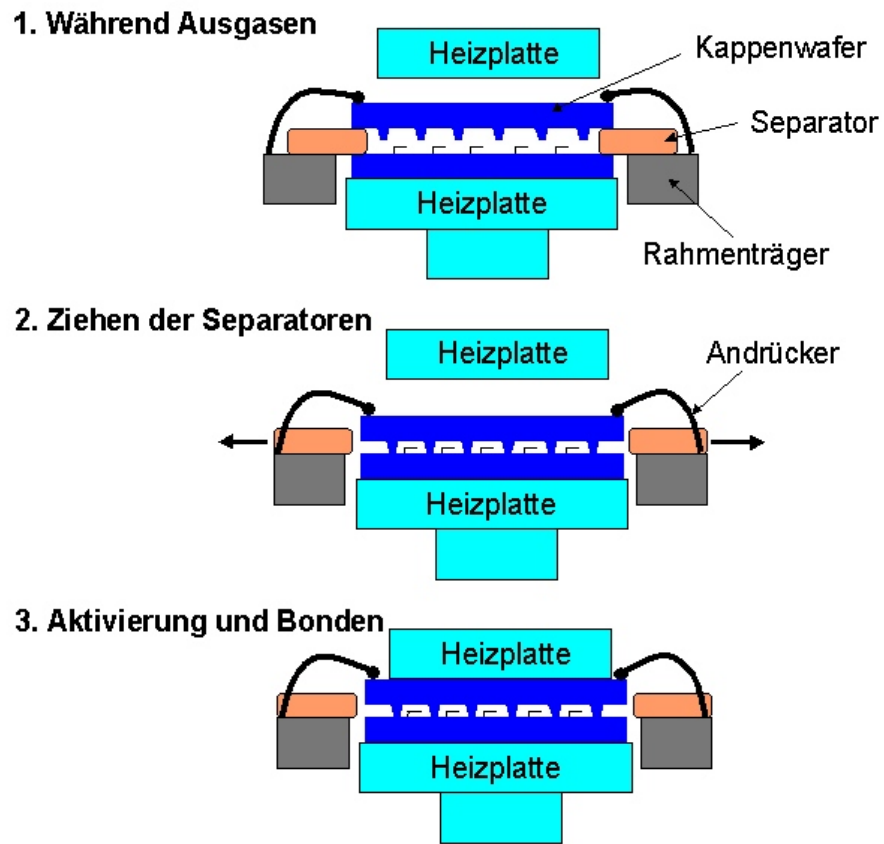 1. Während Ausgasen
Heizplatte
Kappenwafer
Separator
Heizplatte
Rahmenträger
2. Ziehen der Separatoren
Heizplatte
Andrücker
Heizplatte
3. Aktivierung und Bonden
Heizplatte
Heizplatte